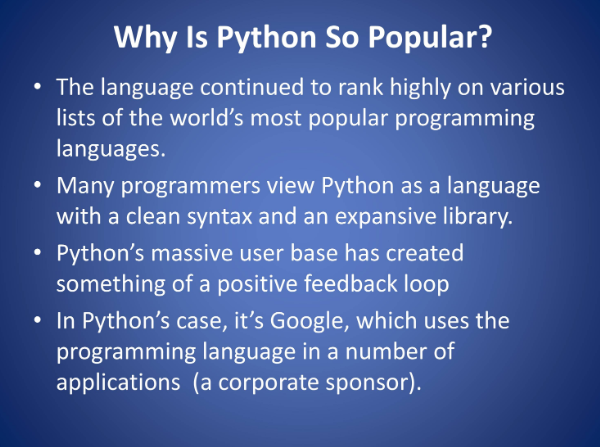 Why Is Python So Popular?
• The language continued to rank highly on various
lists of the world’s most popular programming
languages.
• Many programmers view Python as a language
with a clean syntax and an expansive library.
• Python’s massive user base has created
something of a positive feedback loop
• In Python’s case, it’s Google, which uses the
programming language in a number of
applications  (a corporate sponsor).